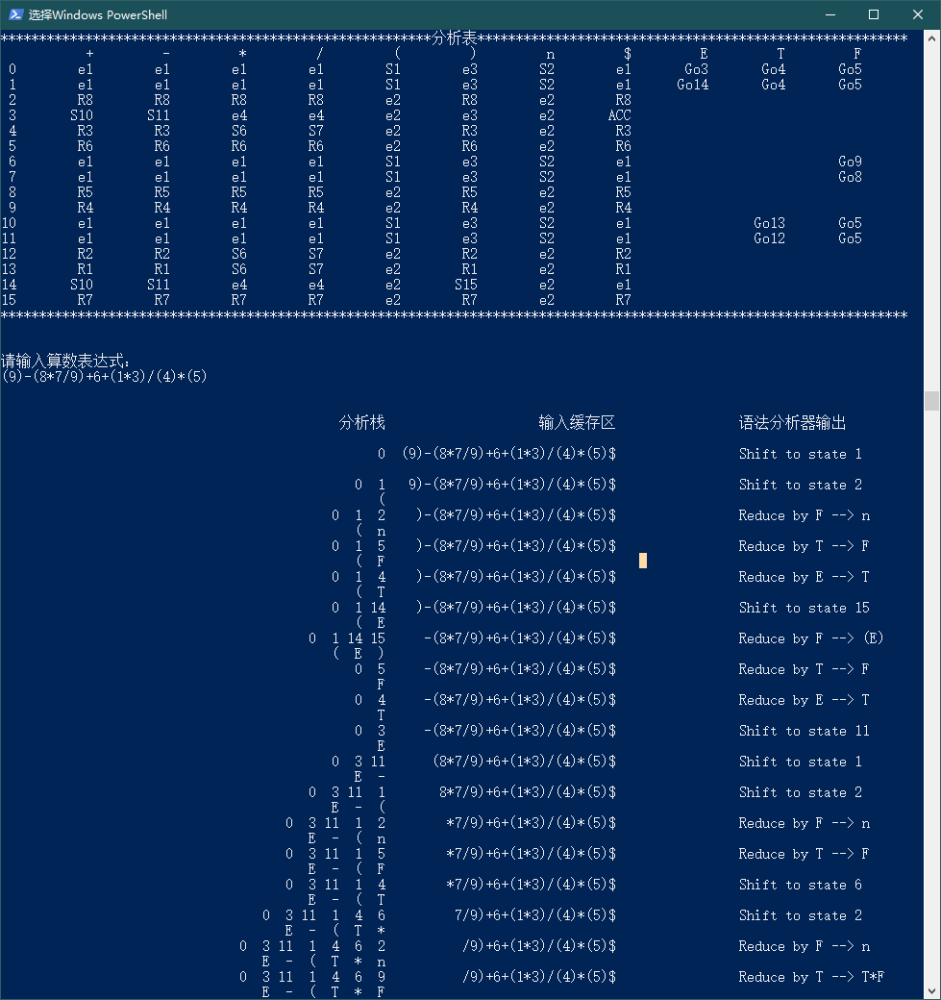 选择Windows PowerShell
********************************************************分析表********************************************************
+ - * / ( ) n $ E T F
0 e1 e1 e1 e1 S1 e3 S2 e1 Go3 Go4 Go5
1 e1 e1 e1 e1 S1 e3 S2 e1 Go14 Go4 Go5
2 R8 R8 R8 R8 e2 R8 e2 R8
3 S10 S11 e4 e4 e2 e3 e2 ACC
4 R3 R3 S6 S7 e2 R3 e2 R3
5 R6 R6 R6 R6 e2 R6 e2 R6
6 e1 e1 e1 e1 S1 e3 S2 e1 Go9
7 e1 e1 e1 e1 S1 e3 S2 e1 Go8
8 R5 R5 R5 R5 e2 R5 e2 R5
9 R4 R4 R4 R4 e2 R4 e2 R4
10 e1 e1 e1 e1 S1 e3 S2 e1 Go13 Go5
11 e1 e1 e1 e1 S1 e3 S2 e1 Go12 Go5
12 R2 R2 S6 S7 e2 R2 e2 R2
13 R1 R1 S6 S7 e2 R1 e2 R1
14 S10 S11 e4 e4 e2 S15 e2 e1
15 R7 R7 R7 R7 e2 R7 e2 R7
**********************************************************************************************************************
请输入算数表达式:
(9)-(8*7/9)+6+(1*3)/(4)*(5)
分析栈 输入缓存区 语法分析器输出
0 (9)-(8*7/9)+6+(1*3)/(4)*(5)$ Shift to state 1
0 1 9)-(8*7/9)+6+(1*3)/(4)*(5)$ Shift to state 2
(
0 1 2 )-(8*7/9)+6+(1*3)/(4)*(5)$ Reduce by F --> n
( n
0 1 5 )-(8*7/9)+6+(1*3)/(4)*(5)$ Reduce by T --> F
( F
0 1 4 )-(8*7/9)+6+(1*3)/(4)*(5)$ Reduce by E --> T
( T
0 1 14 )-(8*7/9)+6+(1*3)/(4)*(5)$ Shift to state 15
( E
0 1 14 15 -(8*7/9)+6+(1*3)/(4)*(5)$ Reduce by F --> (E)
( E )
0 5 -(8*7/9)+6+(1*3)/(4)*(5)$ Reduce by T --> F
F
0 4 -(8*7/9)+6+(1*3)/(4)*(5)$ Reduce by E --> T
T
0 3 -(8*7/9)+6+(1*3)/(4)*(5)$ Shift to state 11
E
0 3 11 (8*7/9)+6+(1*3)/(4)*(5)$ Shift to state 1
E -
0 3 11 1 8*7/9)+6+(1*3)/(4)*(5)$ Shift to state 2
E - (
0 3 11 1 2 *7/9)+6+(1*3)/(4)*(5)$ Reduce by F --> n
E - ( n
0 3 11 1 5 *7/9)+6+(1*3)/(4)*(5)$ Reduce by T --> F
E - ( F
0 3 11 1 4 *7/9)+6+(1*3)/(4)*(5)$ Shift to state 6
E - ( T
0 3 11 1 4 6 7/9)+6+(1*3)/(4)*(5)$ Shift to state 2
E - ( T *
0 3 11 1 4 6 2 /9)+6+(1*3)/(4)*(5)$ Reduce by F --> n
E - ( T * n
0 3 11 1 4 6 9 /9)+6+(1*3)/(4)*(5)$ Reduce by T --> T*F
E - ( T * F